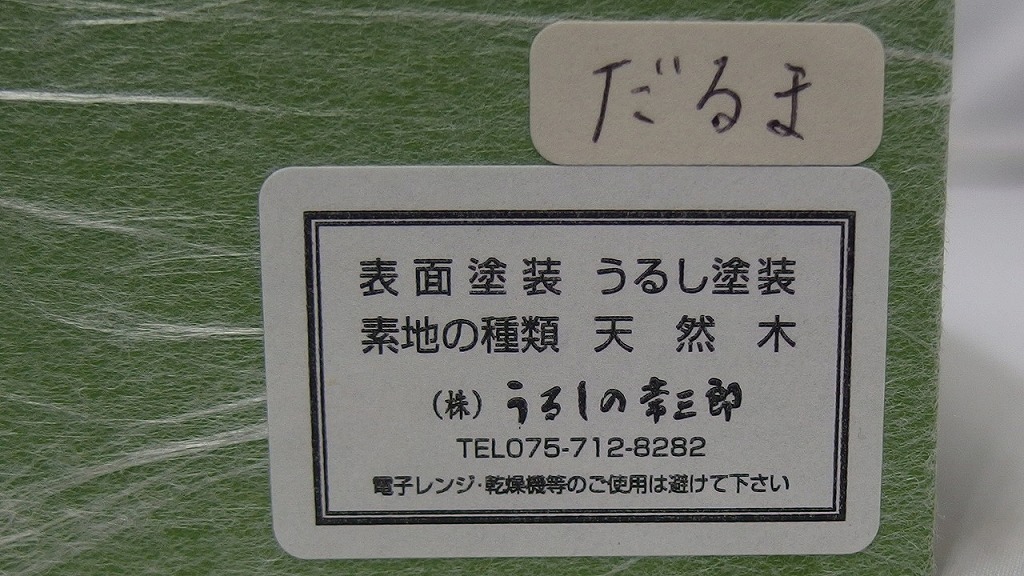 だるま
表面塗装 うるし塗装
素地の種類 天然木
（株）うるしの幸三郎
TEL075-712-8282
電子レンジ・乾燥機等のご使用は避けて下さい